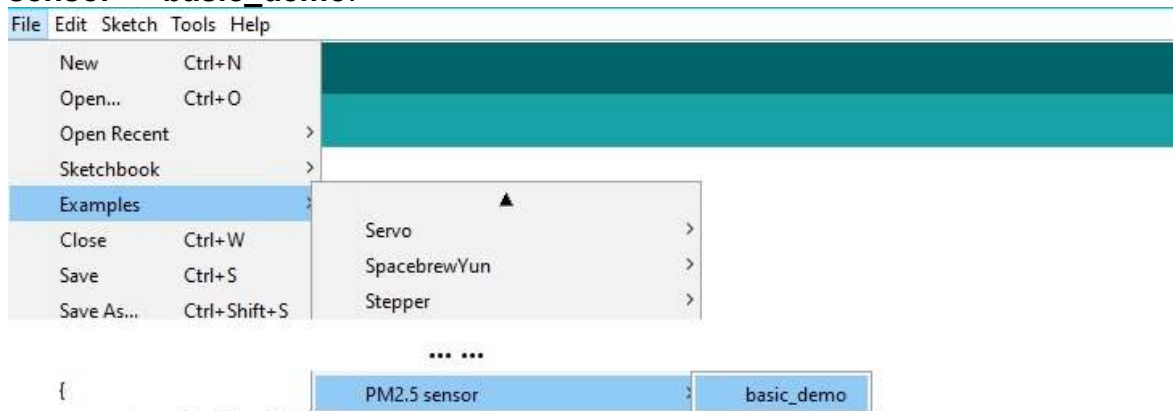 File Edit Sketch Tools Help
New Ctrl+N
Open... Ctrl+O
Open Recent >
Sketchbook >
Examples
Close Ctrl+W
Save Ctrl+S
Save As... Ctrl+Shift+S
▲
Servo >
SpacebrewYun >
Stepper >
... ...
{
PM2.5 sensor
basic_demo